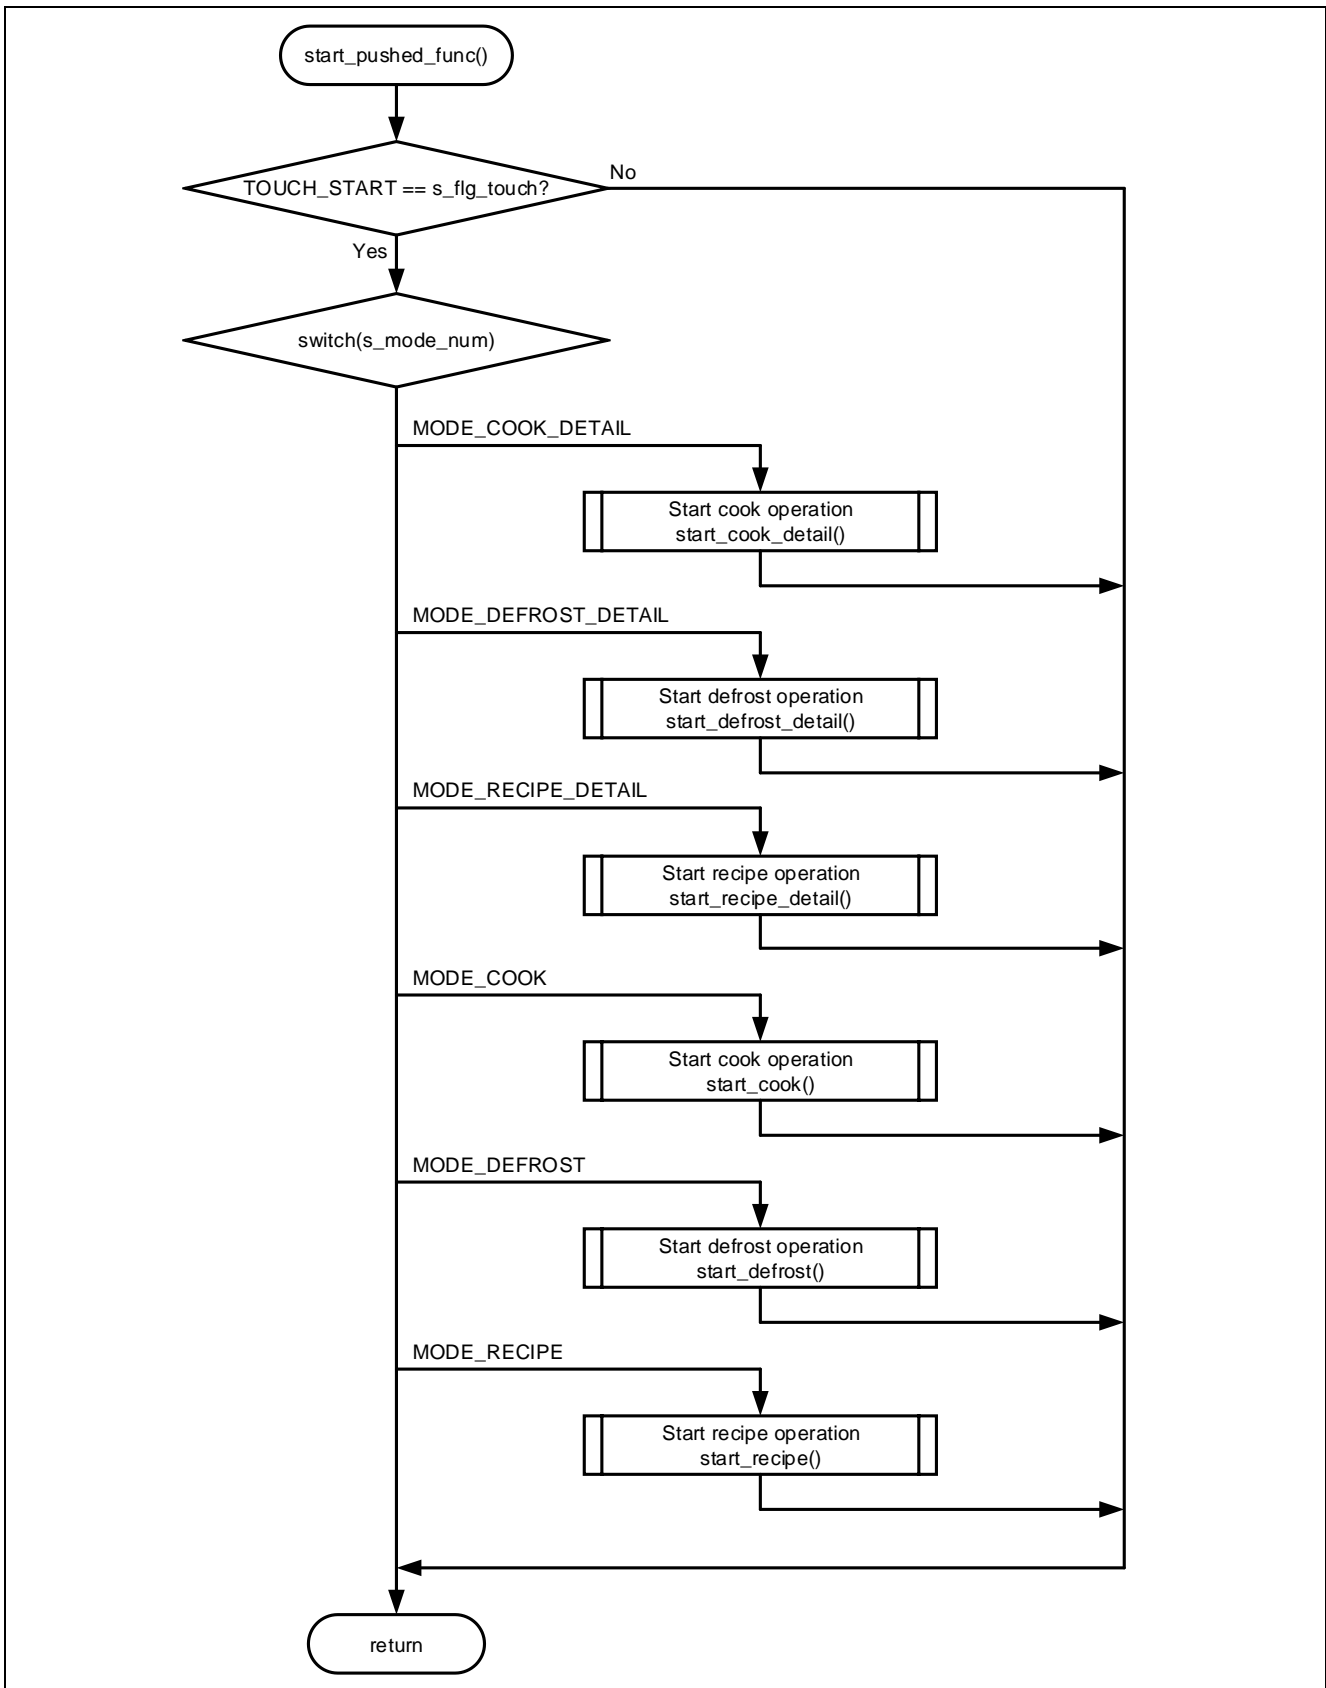 start_pushed_func()
TOUCH_START == s_flg_touch?
No
Yes
switch(s_mode_num)
MODE_COOK_DETAIL
Start cook operation
start_cook_detail()
MODE_DEFROST_DETAIL
Start defrost operation
start_defrost_detail()
MODE_RECIPE_DETAIL
Start recipe operation
start_recipe_detail()
MODE_COOK
Start cook operation
start_cook()
MODE_DEFROST
Start defrost operation
start_defrost()
MODE_RECIPE
Start recipe operation
start_recipe()
return